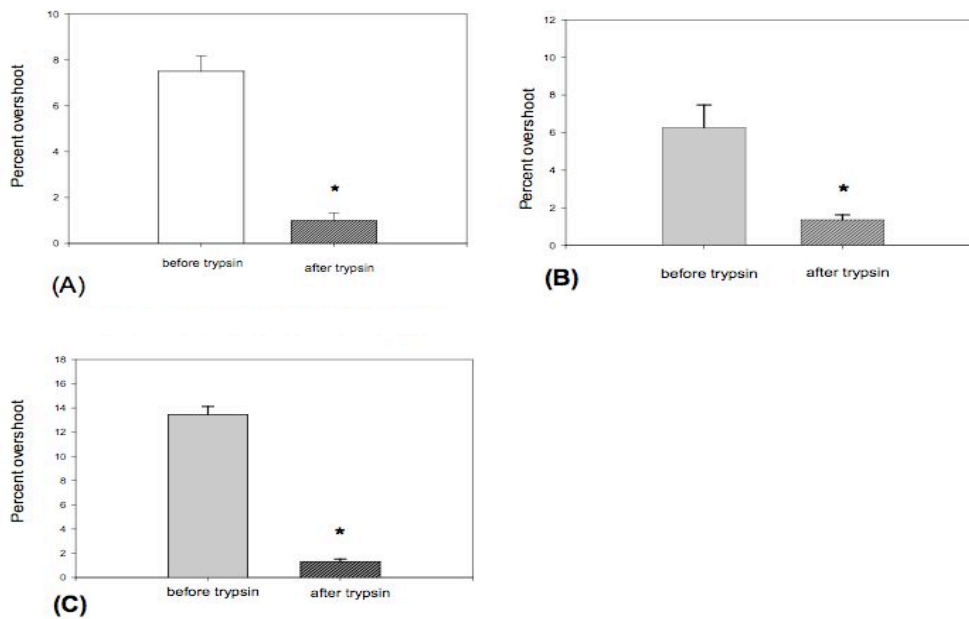 10
8
6
4
2
0
Percent overshoot
*
before trypsin
after trypsin
(A)
12
10
8
6
4
2
0
Percent overshoot
*
before trypsin
after trypsin
(B)
18
16
14
12
10
8
6
4
2
0
Percent overshoot
*
before trypsin
after trypsin
(C)